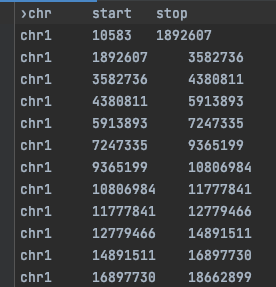 ›chr start stop
chr1 10583 1892607
chr1 1892607 3582736
chr1 3582736 4380811
chr1 4380811 5913893
chr1 5913893 7247335
chr1 7247335 9365199
chr1 9365199 10806984
chr1 10806984 11777841
chr1 11777841 12779466
chr1 12779466 14891511
chr1 14891511 16897730
chr1 16897730 18662899